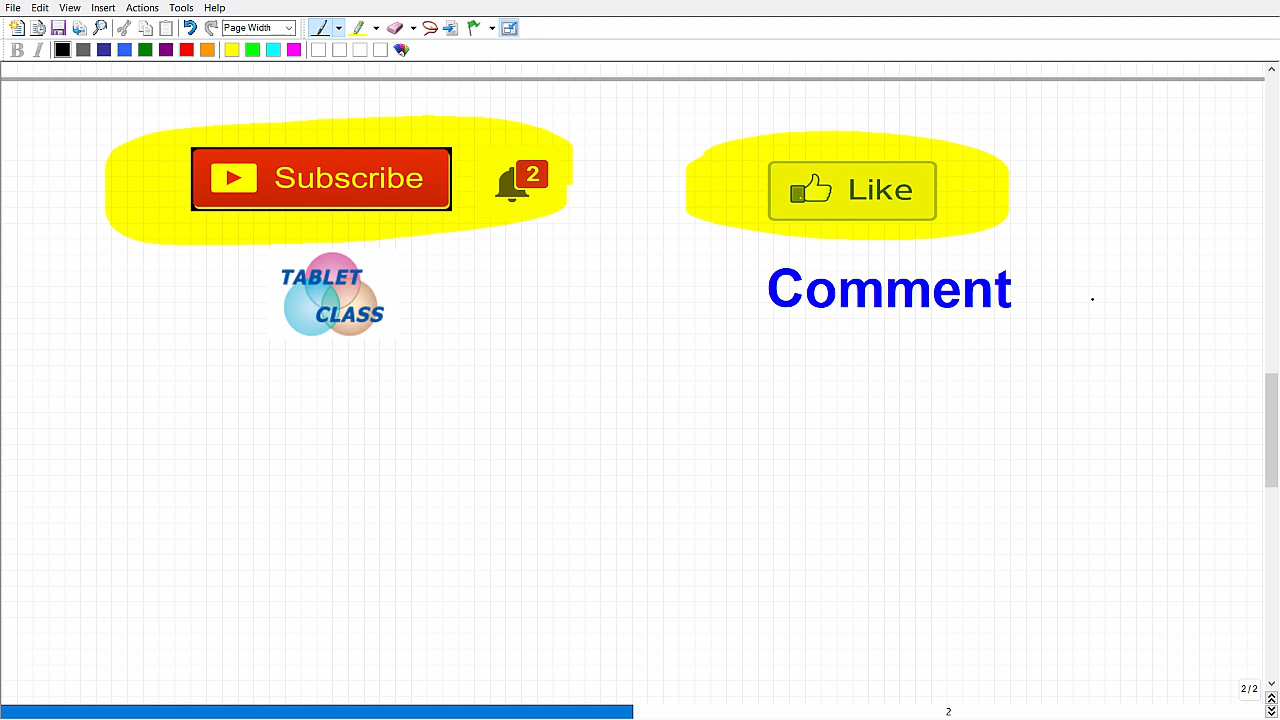 File Edit View Insert Actions Tools Help
Page Width
B I
Subscribe 2
Like
TABLET
CLASS
Comment
2/2
2